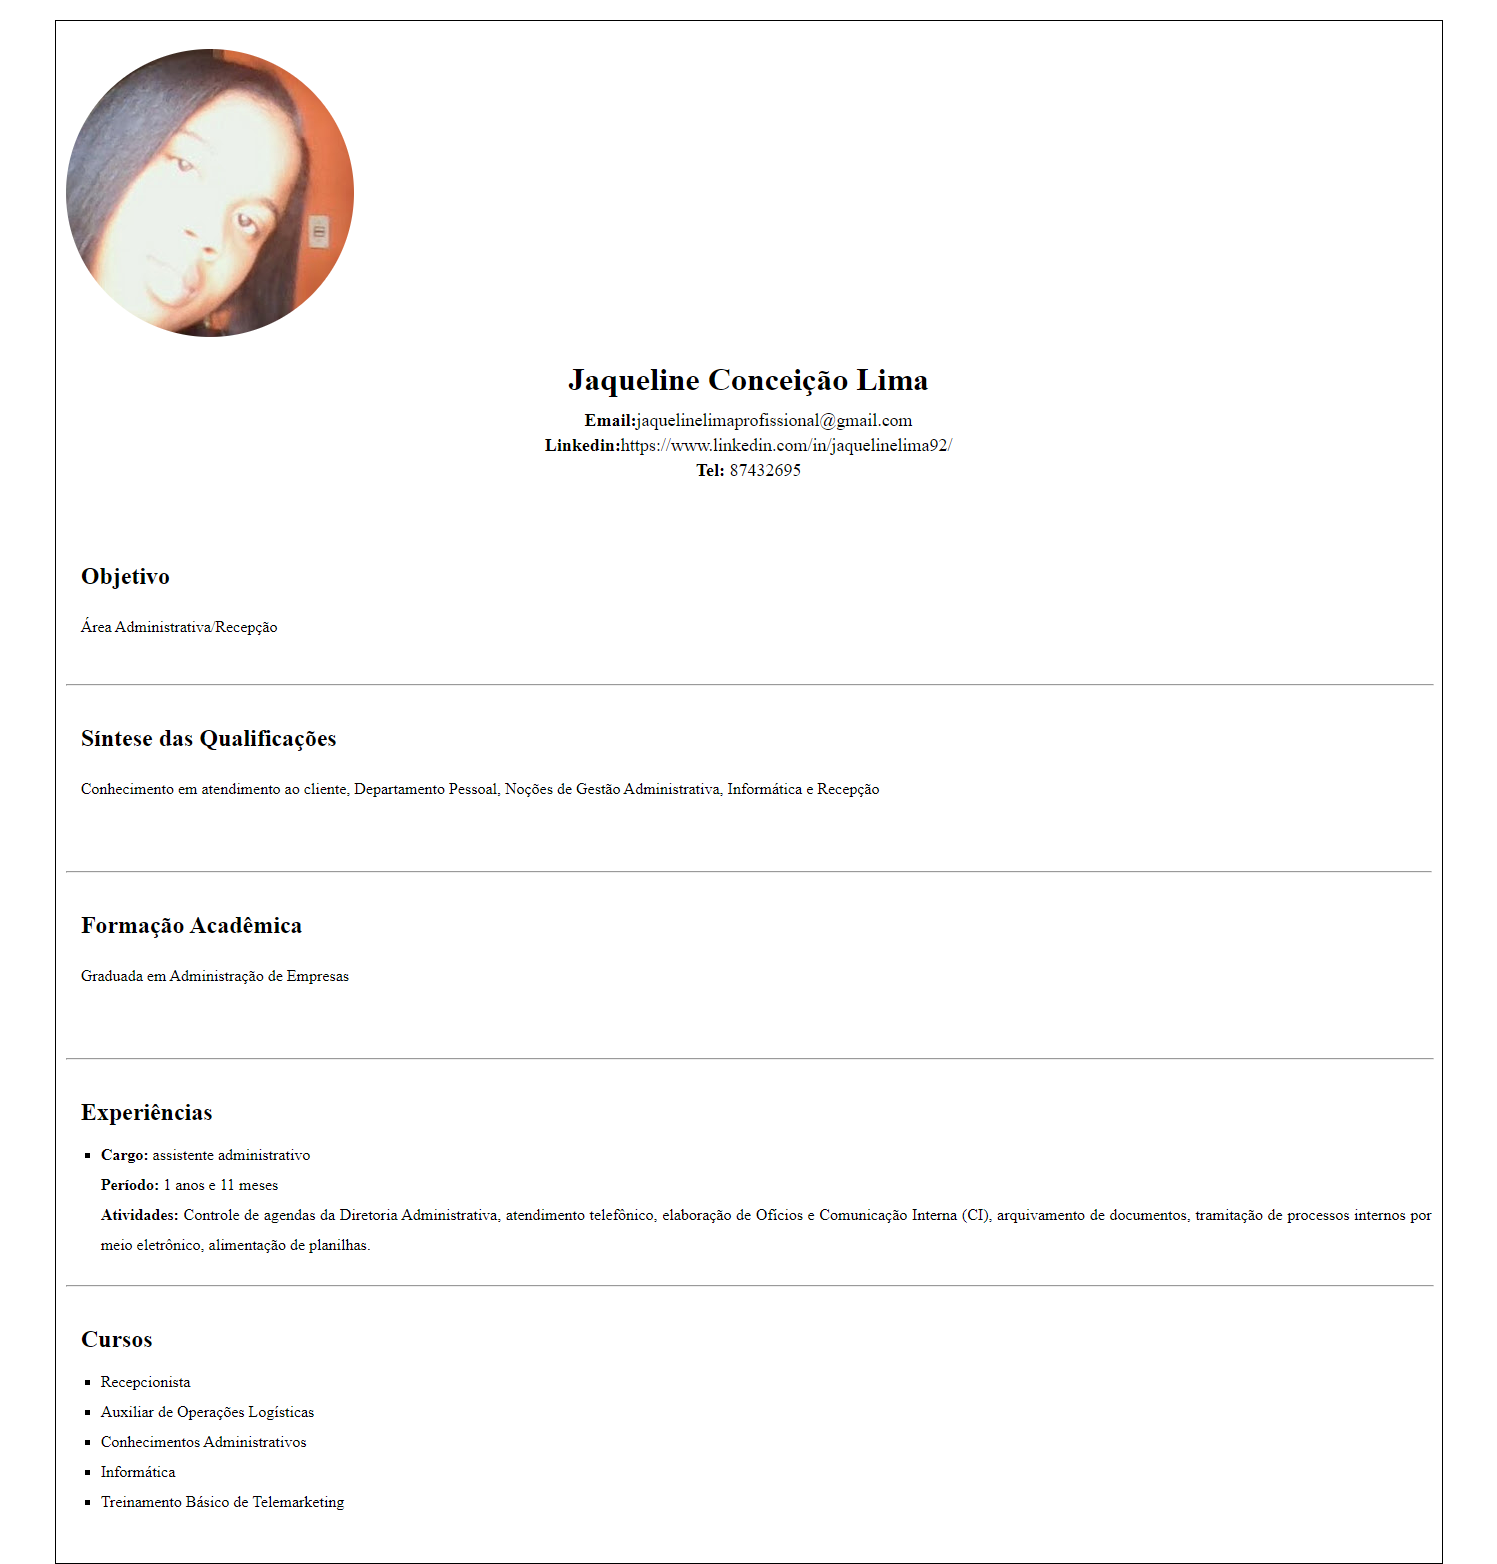 Jaqueline Conceição Lima
Email:jaquelinelimaprofissional@gmail.com
Linkedin:https://www.linkedin.com/in/jaquelinelima92/
Tel: 87432695
Objetivo
Área Administrativa/Recepção
Síntese das Qualificações
Conhecimento em atendimento ao cliente, Departamento Pessoal, Noções de Gestão Administrativa, Informática e Recepção
Formação Acadêmica
Graduada em Administração de Empresas
Experiências
Cargo: assistente administrativo
Período: 1 anos e 11 meses
Atividades: Controle de agendas da Diretoria Administrativa, atendimento telefônico, elaboração de Ofícios e Comunicação Interna (CI), arquivamento de documentos, tramitação de processos internos por
meio eletrônico, alimentação de planilhas.
Cursos
Recepcionista
Auxiliar de Operações Logísticas
Conhecimentos Administrativos
Informática
Treinamento Básico de Telemarketing